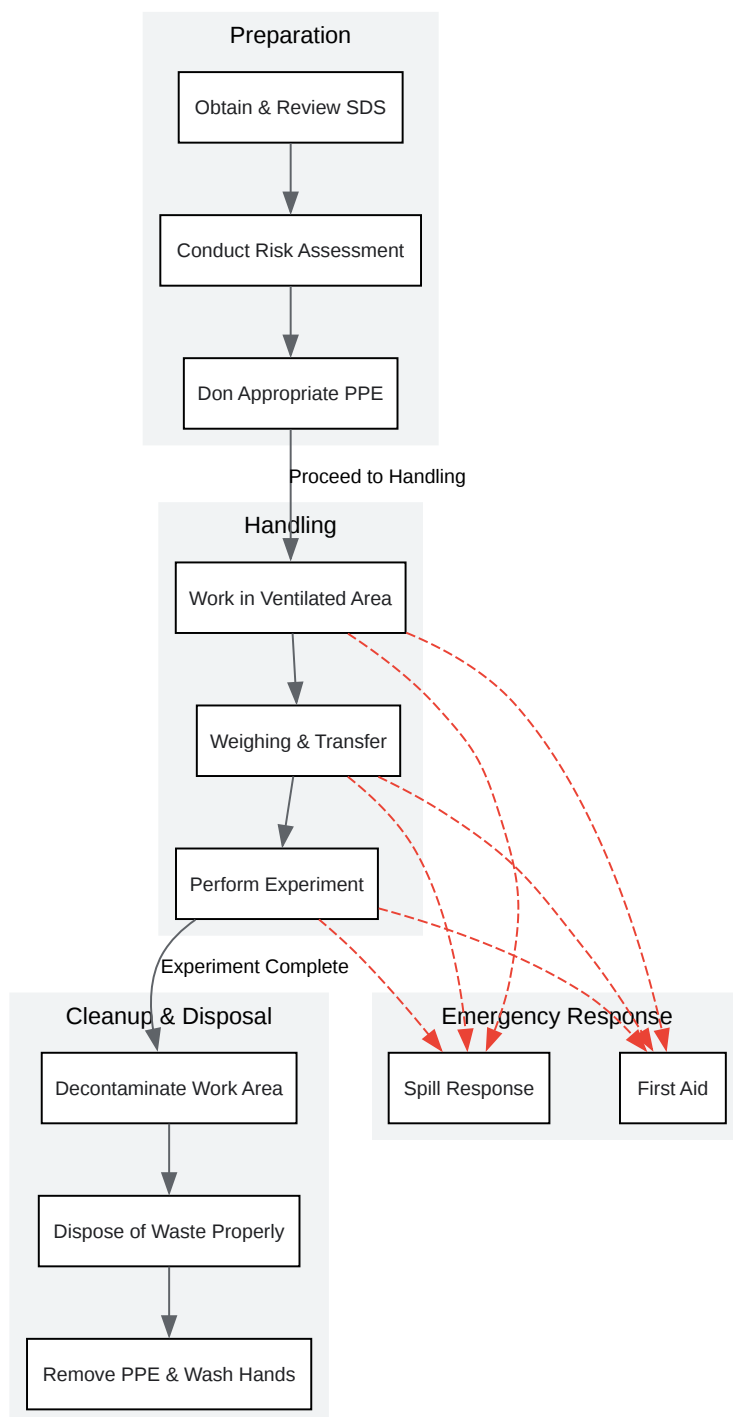 Preparation
Obtain & Review SDS
Conduct Risk Assessment
Don Appropriate PPE
Proceed to Handling
Handling
Work in Ventilated Area
Weighing & Transfer
Perform Experiment
Experiment Complete
Cleanup & Disposal
Decontaminate Work Area
Dispose of Waste Properly
Remove PPE & Wash Hands
Emergency Response
Spill Response
First Aid